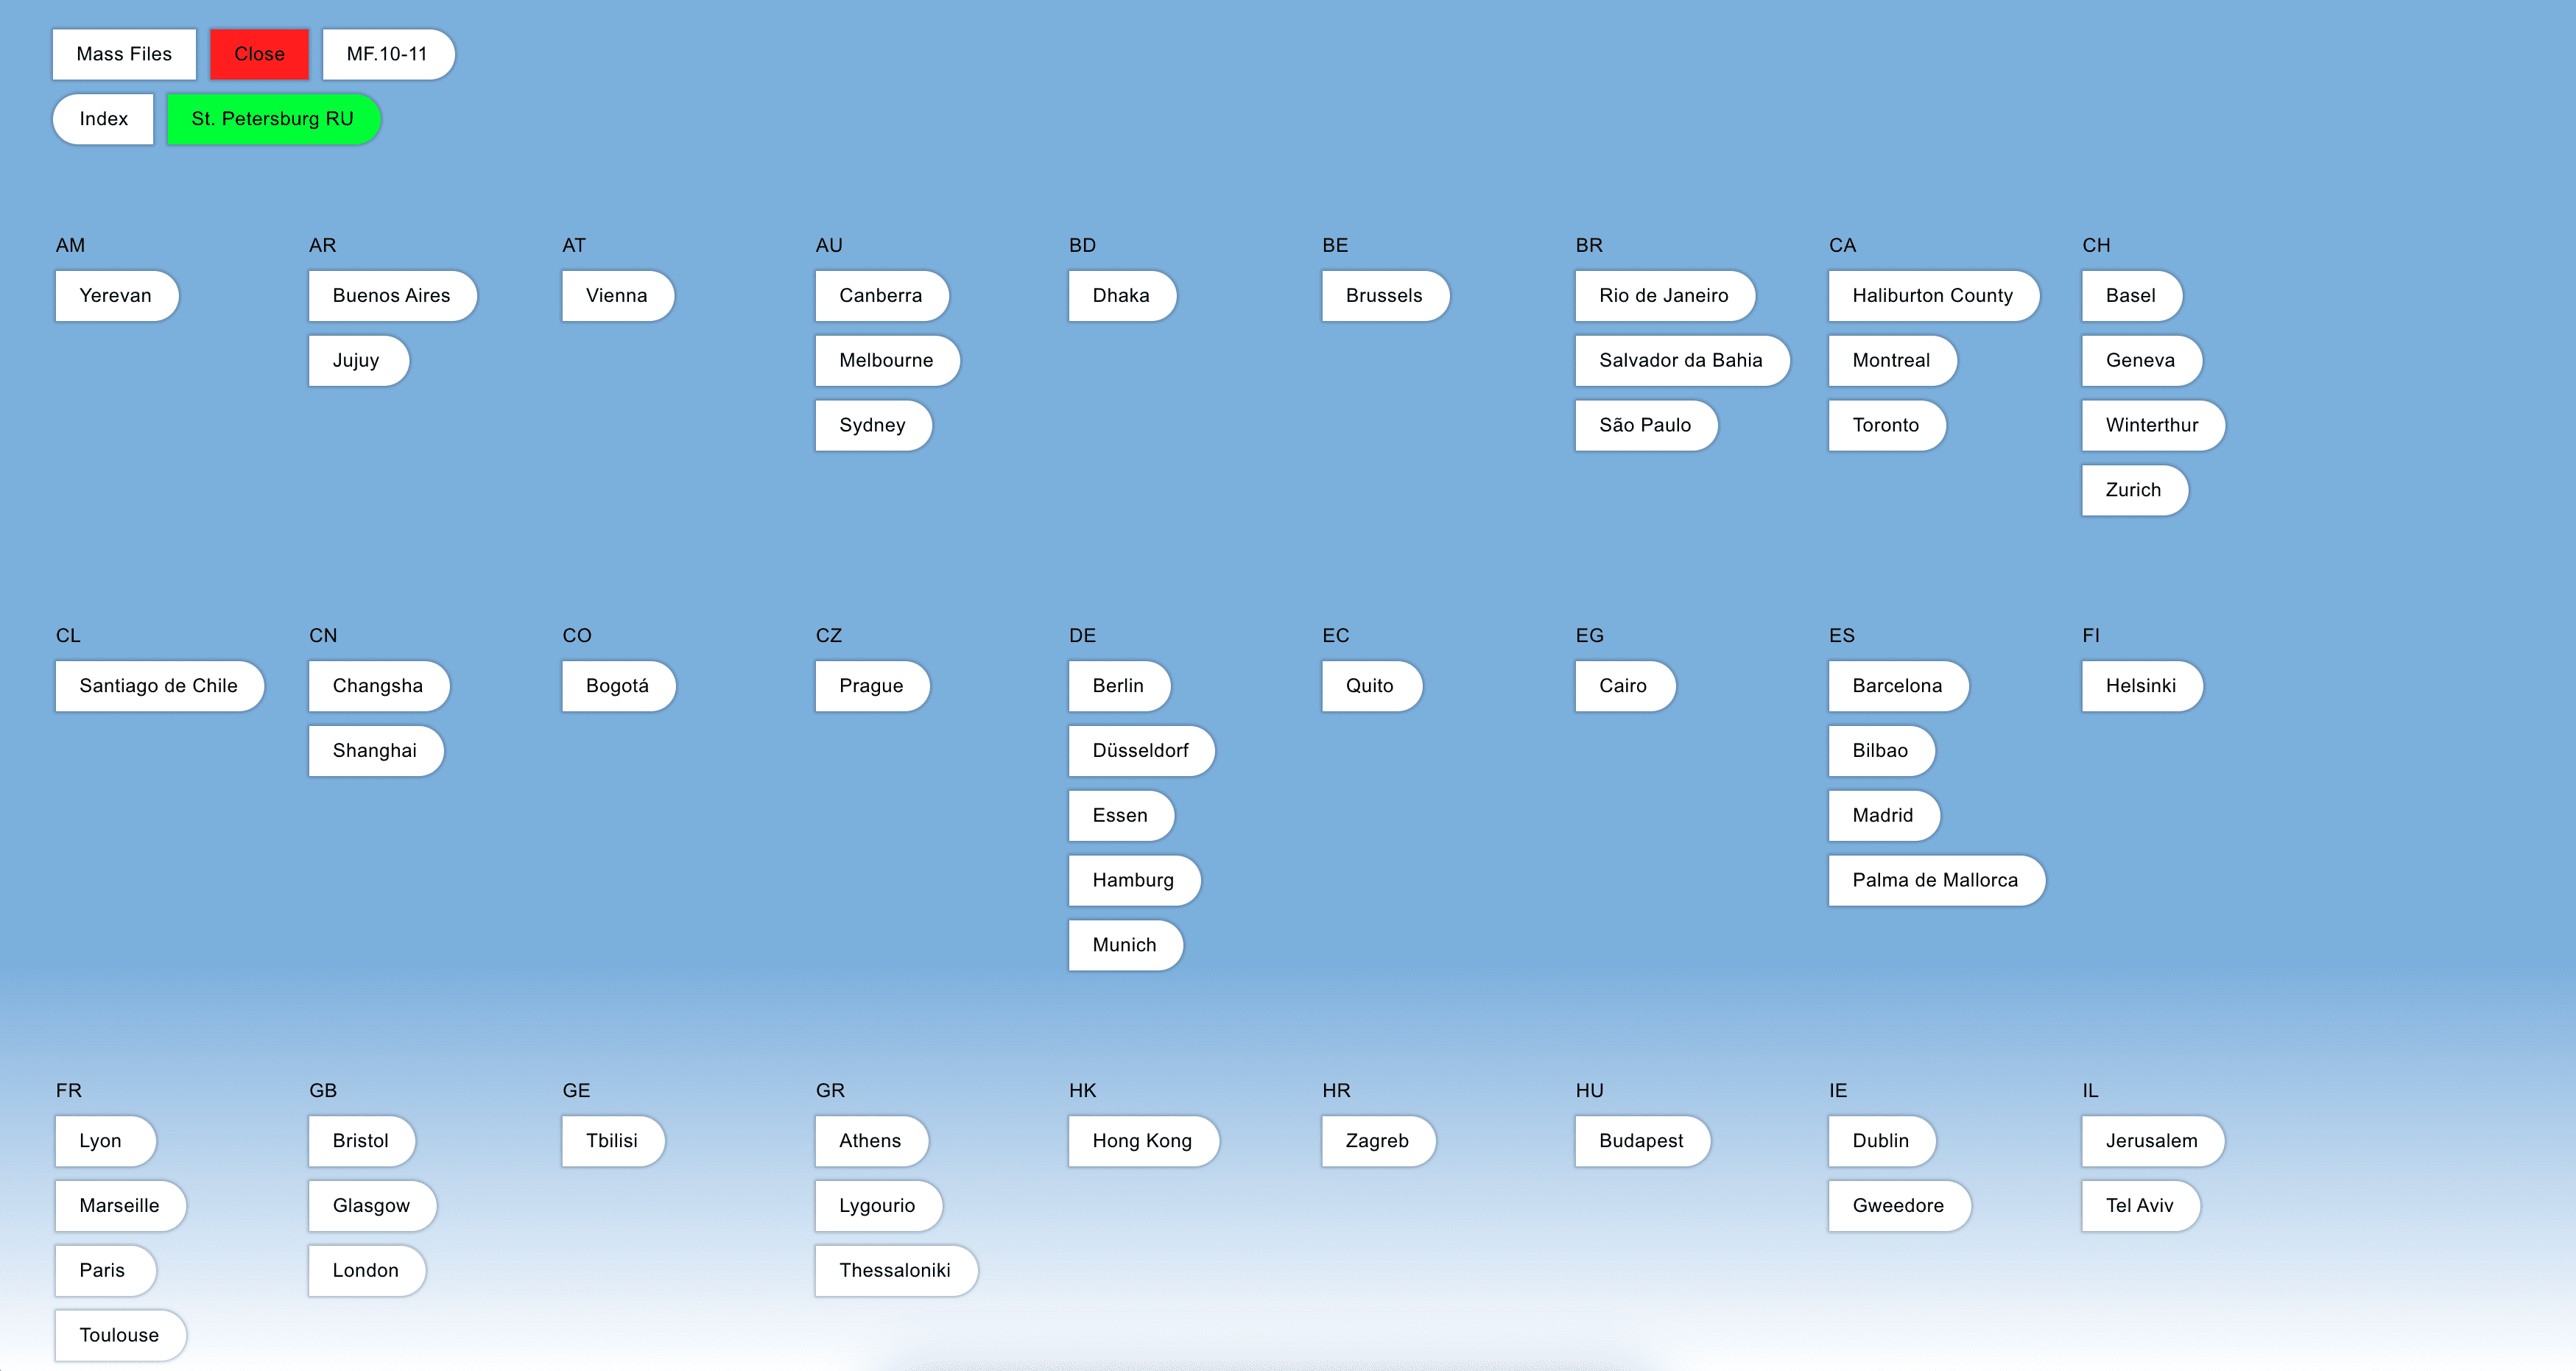 Mass Files Close MF.10-11
Index St. Petersburg RU
AM AR AT AU BD BE BR CA CH
Yerevan Buenos Aires Vienna Canberra Dhaka Brussels Rio de Janeiro Haliburton County Basel
Jujuy Melbourne Salvador da Bahia Montreal Geneva
Sydney São Paulo Toronto Winterthur
Zurich
CL CN CO CZ DE EC EG ES FI
Santiago de Chile Changsha Bogotá Prague Berlin Quito Cairo Barcelona Helsinki
Shanghai Düsseldorf Bilbao
Essen Madrid
Hamburg Palma de Mallorca
Munich
FR GB GE GR HK HR HU IE IL
Lyon Bristol Tbilisi Athens Hong Kong Zagreb Budapest Dublin Jerusalem
Marseille Glasgow Lygourio Gweedore Tel Aviv
Paris London Thessaloniki
Toulouse